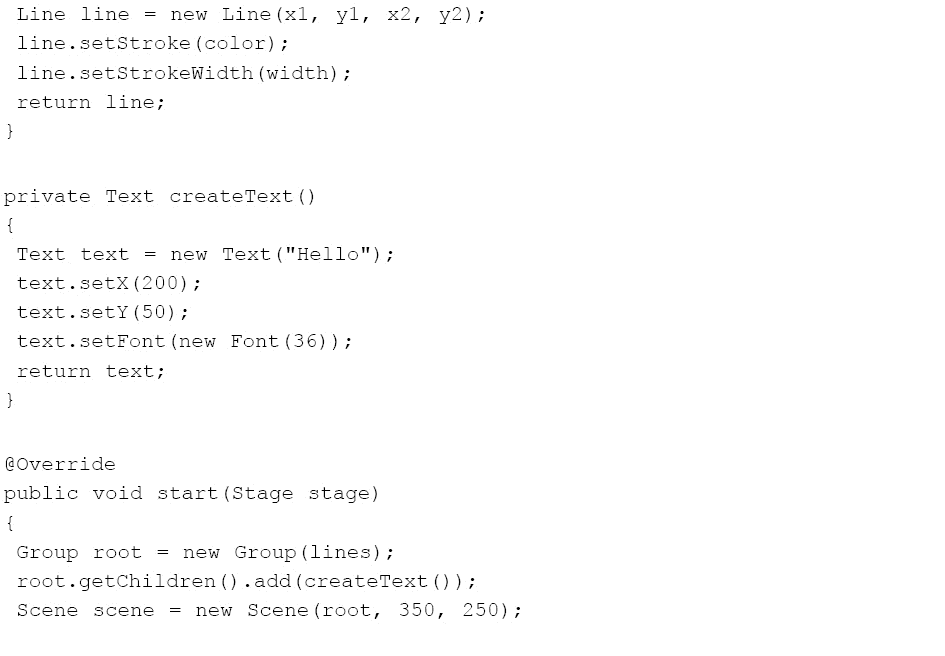 Line line = new Line(x1, y1, x2, y2);
line.setStroke(color);
line.setStrokeWidth(width);
return line;
}
private Text createText()
{
Text text = new Text("Hello");
text.setX(200);
text.setY(50);
text.setFont(new Font(36));
return text;
}
@Override
public void start(Stage stage)
{
Group root = new Group(lines);
root.getChildren().add(createText());
Scene scene = new Scene(root, 350, 250);